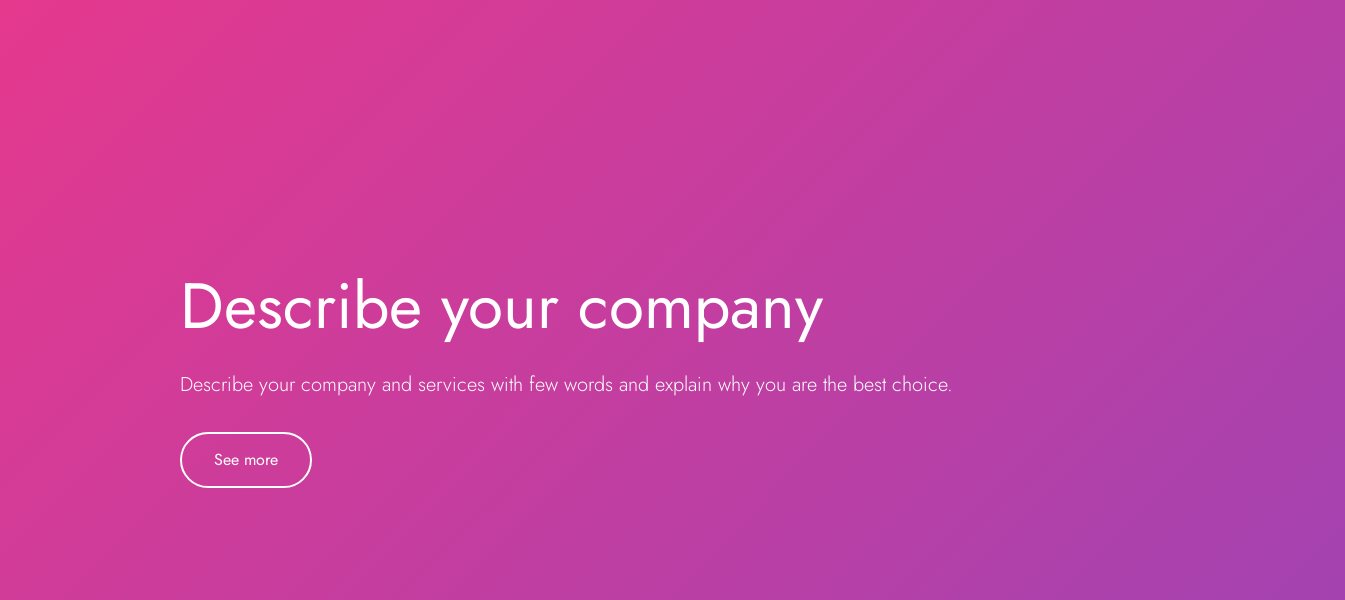 Describe your company
Describe your company and services with few words and explain why you are the best choice.
See more